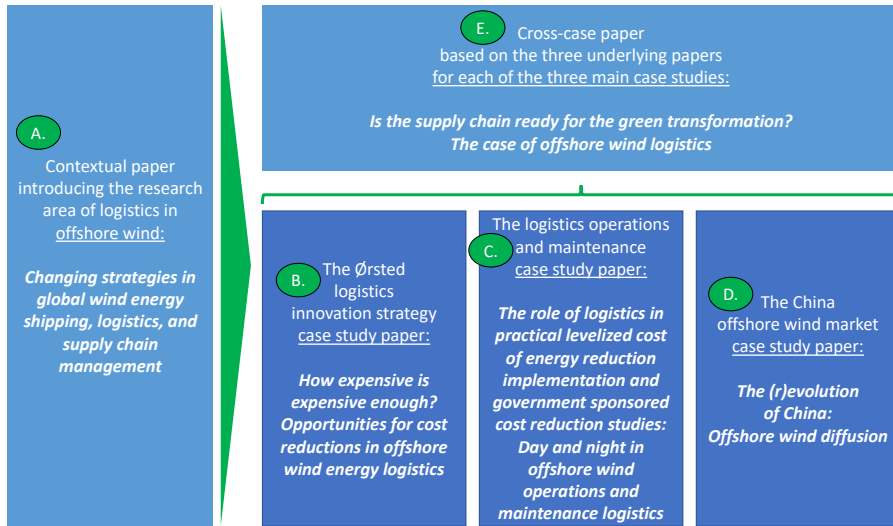 A.
Contextual paper
introducing the research
area of logistics in
offshore wind:
Changing strategies in
global wind energy
shipping, logistics, and
supply chain
management
E.
Cross-case paper
based on the three underlying papers
for each of the three main case studies:
Is the supply chain ready for the green transformation?
The case of offshore wind logistics
B.
The Ørsted
logistics
innovation strategy
case study paper:
How expensive is
expensive enough?
Opportunities for cost
reductions in offshore
wind energy logistics
C.
The logistics operations
and maintenance
case study paper:
The role of logistics in
practical levelized cost
of energy reduction
implementation and
government sponsored
cost reduction studies:
Day and night in
offshore wind
operations and
maintenance logistics
D.
The China
offshore wind market
case study paper:
The (r)evolution
of China:
Offshore wind diffusion